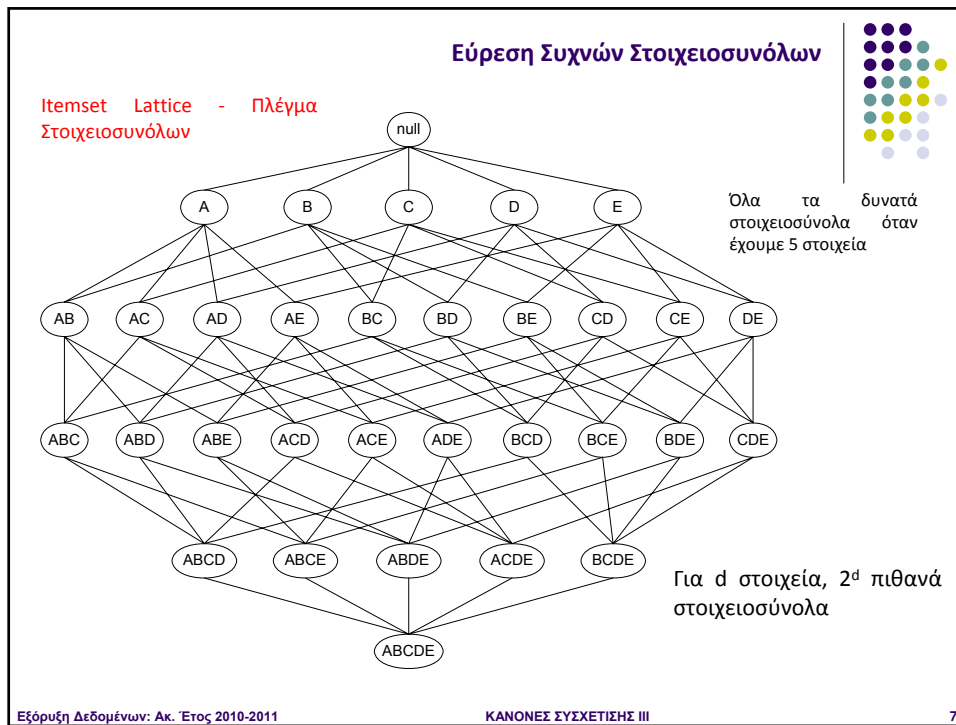 Εύρεση Συχνών Στοιχειοσυνόλων
Itemset Lattice - Πλέγμα
Στοιχειοσυνόλων
null
Όλα τα δυνατά
στοιχειοσύνολα όταν
έχουμε 5 στοιχεία
A B C D E
AB AC AD AE BC BD BE CD CE DE
ABC ABD ABE ACD ACE ADE BCD BCE BDE CDE
ABCD ABCE ABDE ACDE BCDE
Για d στοιχεία, 2^d πιθανά
στοιχειοσύνολα
ABCDE
Εξόρυξη Δεδομένων: Ακ. Έτος 2010-2011 ΚΑΝΟΝΕΣ ΣΥΣΧΕΤΙΣΗΣ III 7